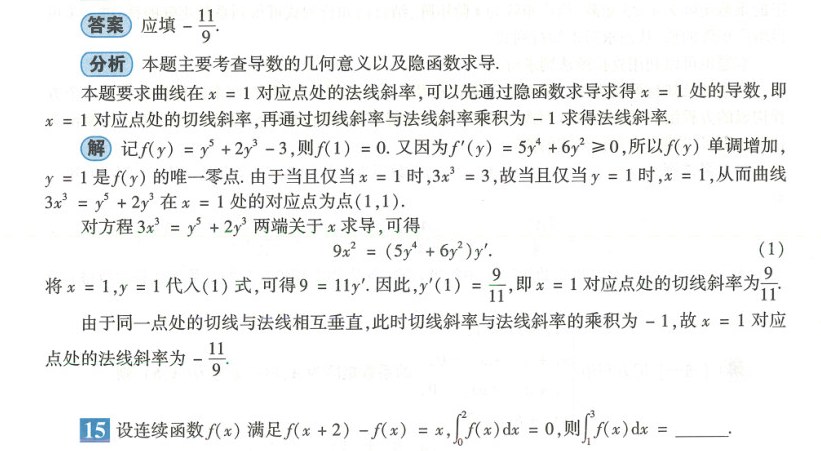 答案 应填 $-\frac{11}{9}$.
分析 本题主要考查导数的几何意义以及隐函数求导.
本题要求曲线在 x = 1 对应点处的法线斜率,可以先通过隐函数求导求得 x = 1 处的导数,即
x = 1 对应点处的切线斜率,再通过切线斜率与法线斜率乘积为 −1 求得法线斜率.
解 记 $f(y) = y^5 + 2y^3 - 3$,则 $f(1) = 0$. 又因为 $f'(y) = 5y^4 + 6y^2 \geq 0$,所以 $f(y)$ 单调增加,
y = 1 是 $f(y)$ 的唯一零点. 由于当且仅当 x = 1 时,$3x^3 = 3$,故当且仅当 y = 1 时,x = 1,从而曲线
$3x^3 = y^5 + 2y^3$ 在 x = 1 处的对应点为点(1,1).
对方程 $3x^3 = y^5 + 2y^3$ 两端关于 x 求导,可得
$9x^2 = (5y^4 + 6y^2)y'$. (1)
将 x = 1,y = 1 代入(1) 式,可得 $9 = 11y'$. 因此,$y'(1) = \frac{9}{11}$,即 x = 1 对应点处的切线斜率为 $\frac{9}{11}$.
由于同一点处的切线与法线相互垂直,此时切线斜率与法线斜率的乘积为 −1,故 x = 1 对应
点处的法线斜率为 $-\frac{11}{9}$.
15 设连续函数 $f(x)$ 满足 $f(x+2) - f(x) = x$,$\int_0^2 f(x)dx = 0$,则 $\int_1^3 f(x)dx =$ ______.